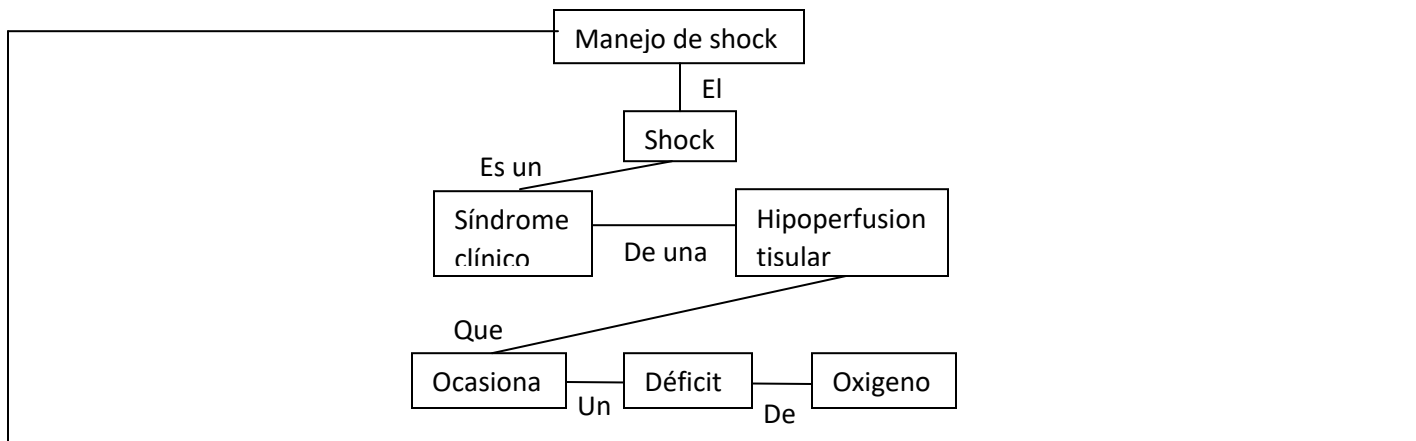 Manejo de shock
El
Shock
Es un
Síndrome
clínico
De una
Hipoperfusion
tisular
Que
Ocasiona
Un
Déficit
De
Oxigeno